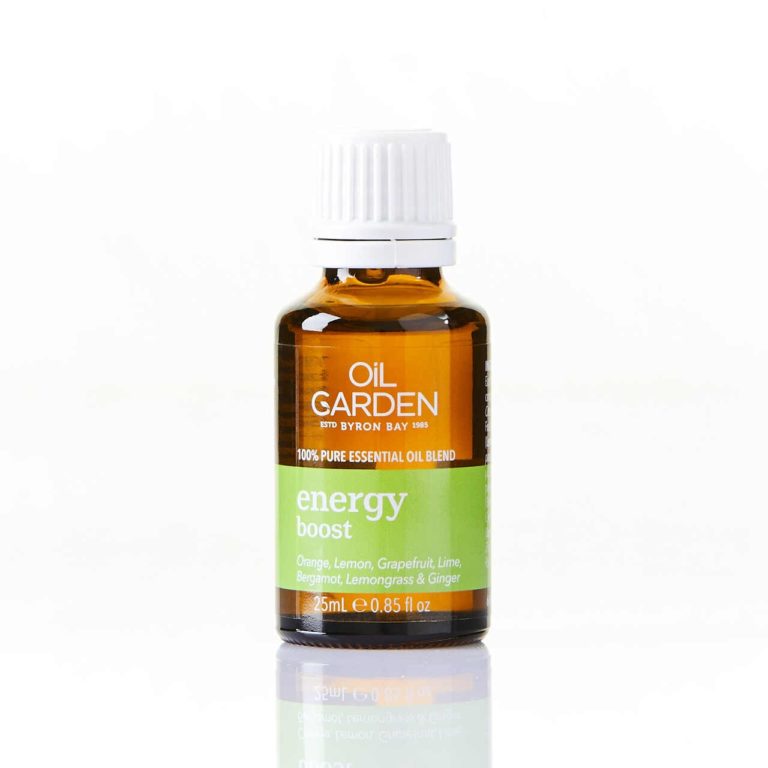 OiL
GARDEN
ESTD BYRON BAY 1985
100% PURE ESSENTIAL OIL BLEND
energy
boost
Orange, Lemon, Grapefruit, Lime,
Bergamot, Lemongrass & Ginger
25mL ℮ 0.85 fl oz